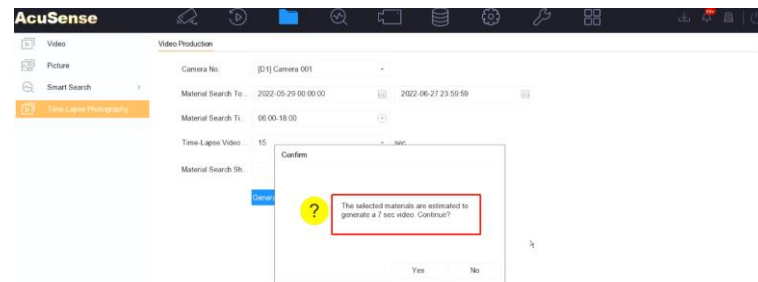 AcuSense
Video
Picture
Smart Search
Time-Lapse Photography
Video Production
Camera No. [D1] Camera 001
Material Search To... 2022-05-29 00:00:00 2022-06-27 23:59:59
Material Search Ti... 06:00-18:00
Time-Lapse Video ... 15 sec
Material Search Sh...
Confirm
The selected materials are estimated to
generate a 7 sec video. Continue?
Yes No